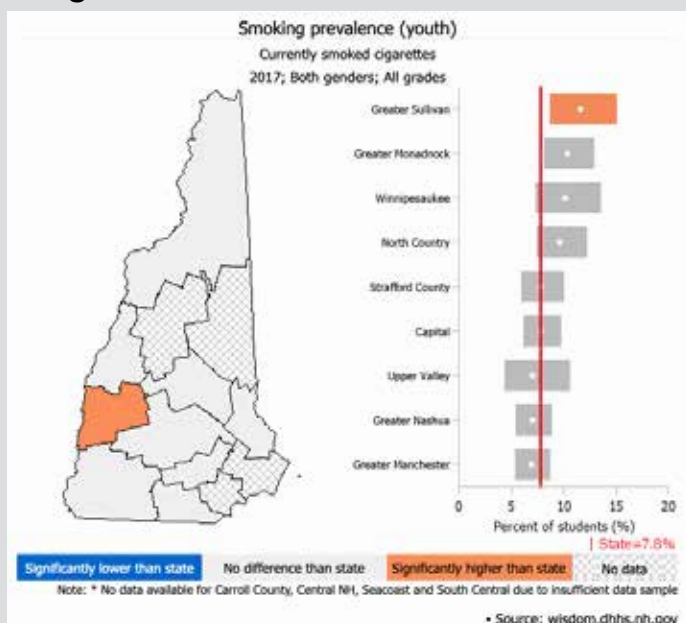 Smoking prevalence (youth)
Currently smoked cigarettes
2017; Both genders; All grades
Greater Sullivan
Greater Monadnock
Winnipesaukee
North Country
Strafford County
Capital
Upper Valley
Greater Nashua
Greater Manchester
0 5 10 15 20
Percent of students (%)
| State=7.8%
Significantly lower than state No difference than state Significantly higher than state No data
Note: * No data available for Carroll County, Central NH, Seacoast and South Central due to insufficient data sample
• Source: wisdom.dhhs.nh.gov